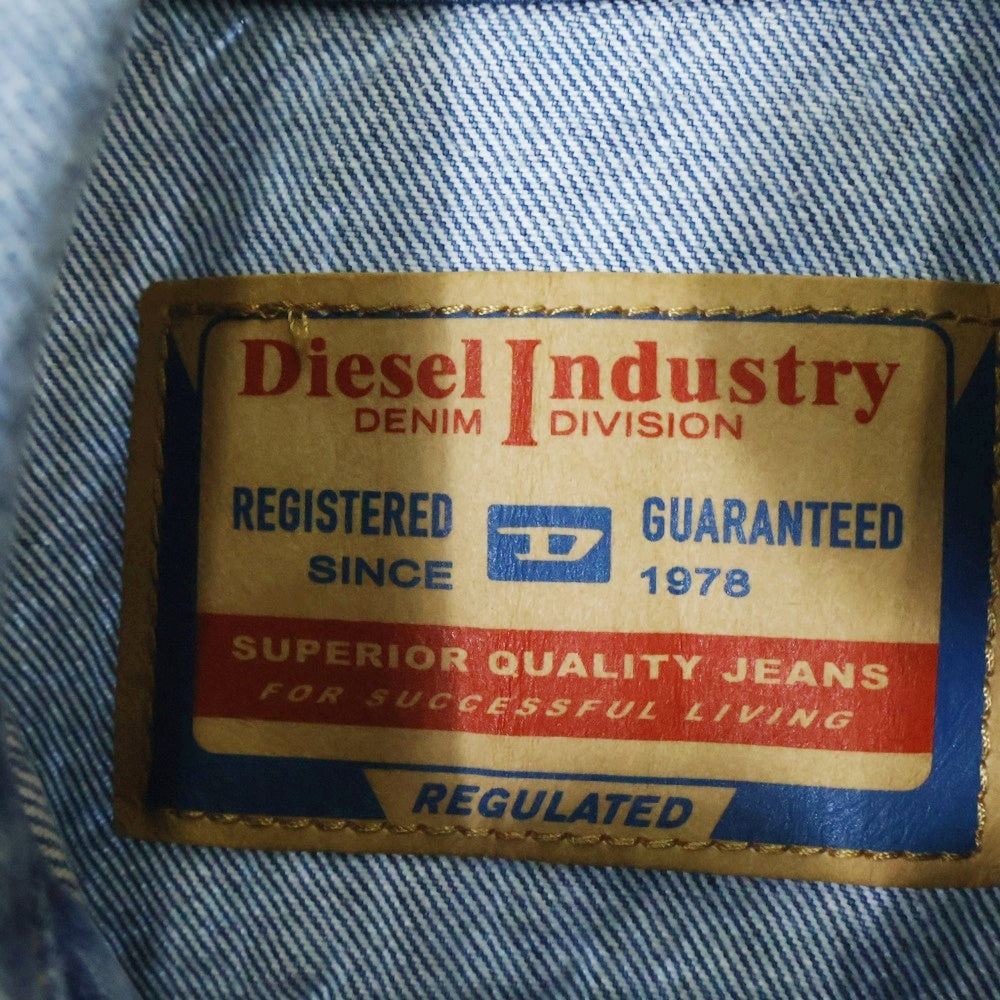 Diesel Industry
DENIM DIVISION
REGISTERED D GUARANTEED
SINCE 1978
SUPERIOR QUALITY JEANS
FOR SUCCESSFUL LIVING
REGULATED